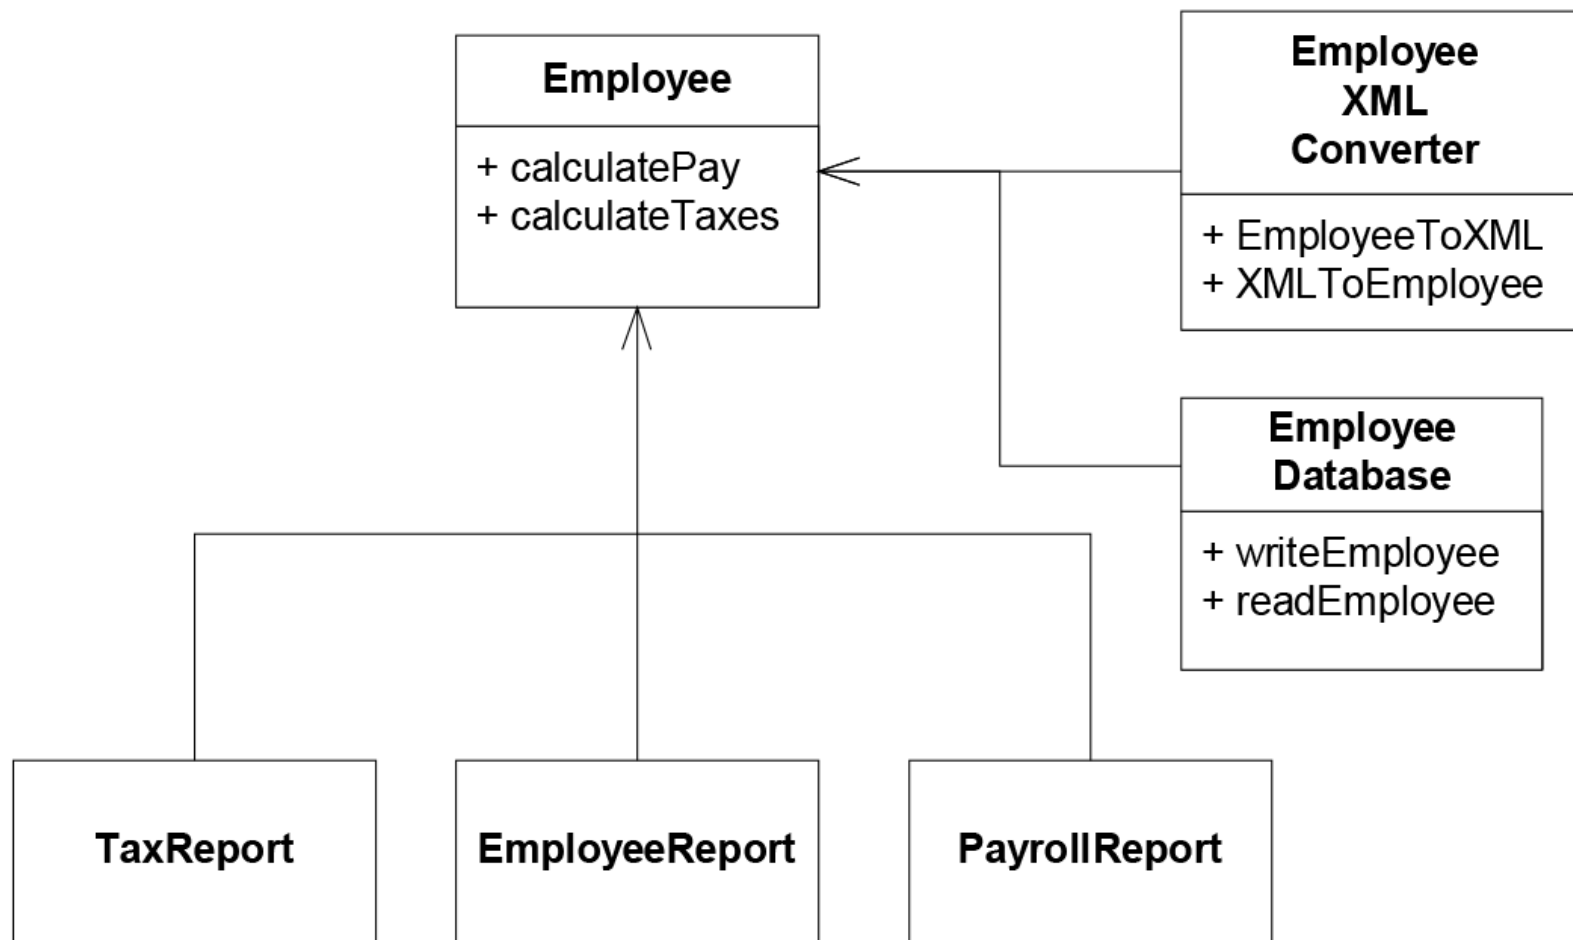 Employee
+ calculatePay
+ calculateTaxes
Employee
XML
Converter
+ EmployeeToXML
+ XMLToEmployee
Employee
Database
+ writeEmployee
+ readEmployee
TaxReport
EmployeeReport
PayrollReport